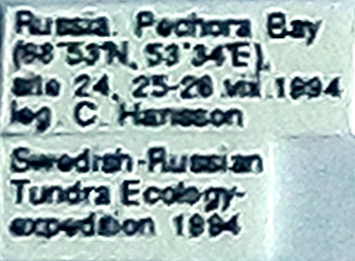 Russia. Pechora Bay
(68°53'N, 53°34'E),
site 24, 25-26.viii.1994
leg. C. Hansson
Swedish-Russian
Tundra Ecology-
expedition 1994